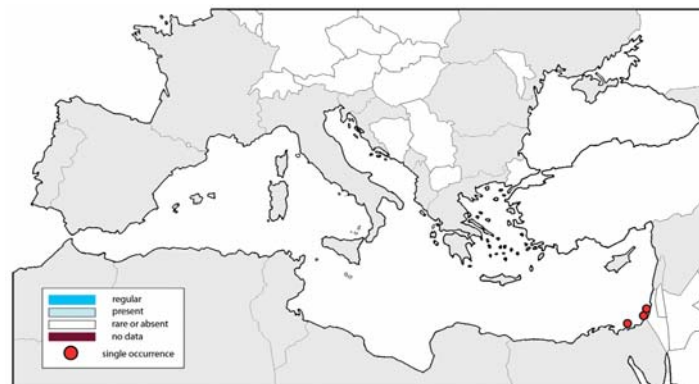 regular
present
rare or absent
no data
single occurrence